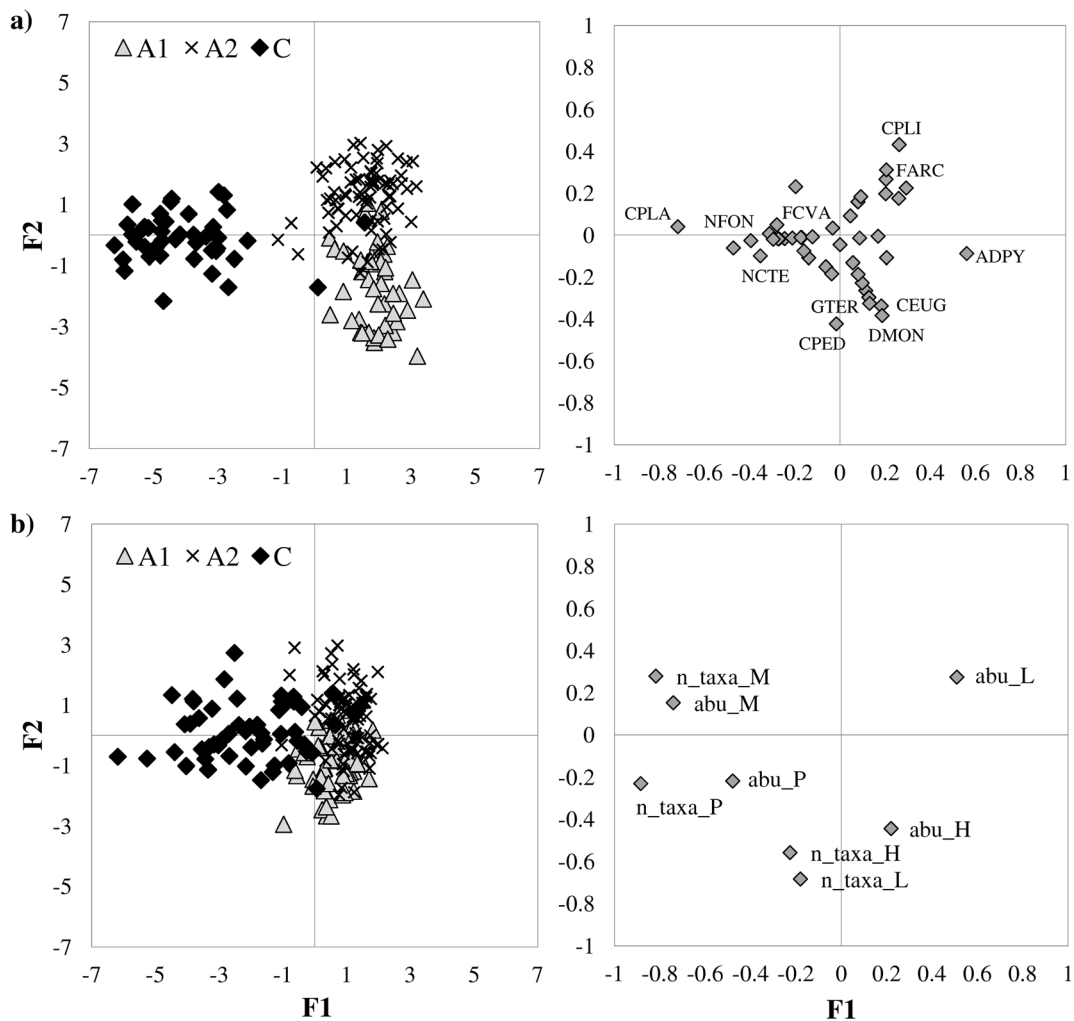 a)
7
5
3
1
-1
-3
-5
-7
F2
A1 A2 C
-7 -5 -3 -1 1 3 5 7
1
0.8
0.6
0.4
0.2
0
-0.2
-0.4
-0.6
-0.8
-1
CPLI
FARC
CPLA
NFON
FCVA
NCTE
ADPY
GTER
CEUG
CPED
DMON
-1 -0.8 -0.6 -0.4 -0.2 0 0.2 0.4 0.6 0.8 1
b)
7
5
3
1
-1
-3
-5
-7
F2
A1 A2 C
-7 -5 -3 -1 1 3 5 7
F1
1
0.8
0.6
0.4
0.2
0
-0.2
-0.4
-0.6
-0.8
-1
n_taxa_M
abu_M
abu_L
abu_P
n_taxa_P
abu_H
n_taxa_H
n_taxa_L
-1 -0.8 -0.6 -0.4 -0.2 0 0.2 0.4 0.6 0.8 1
F1